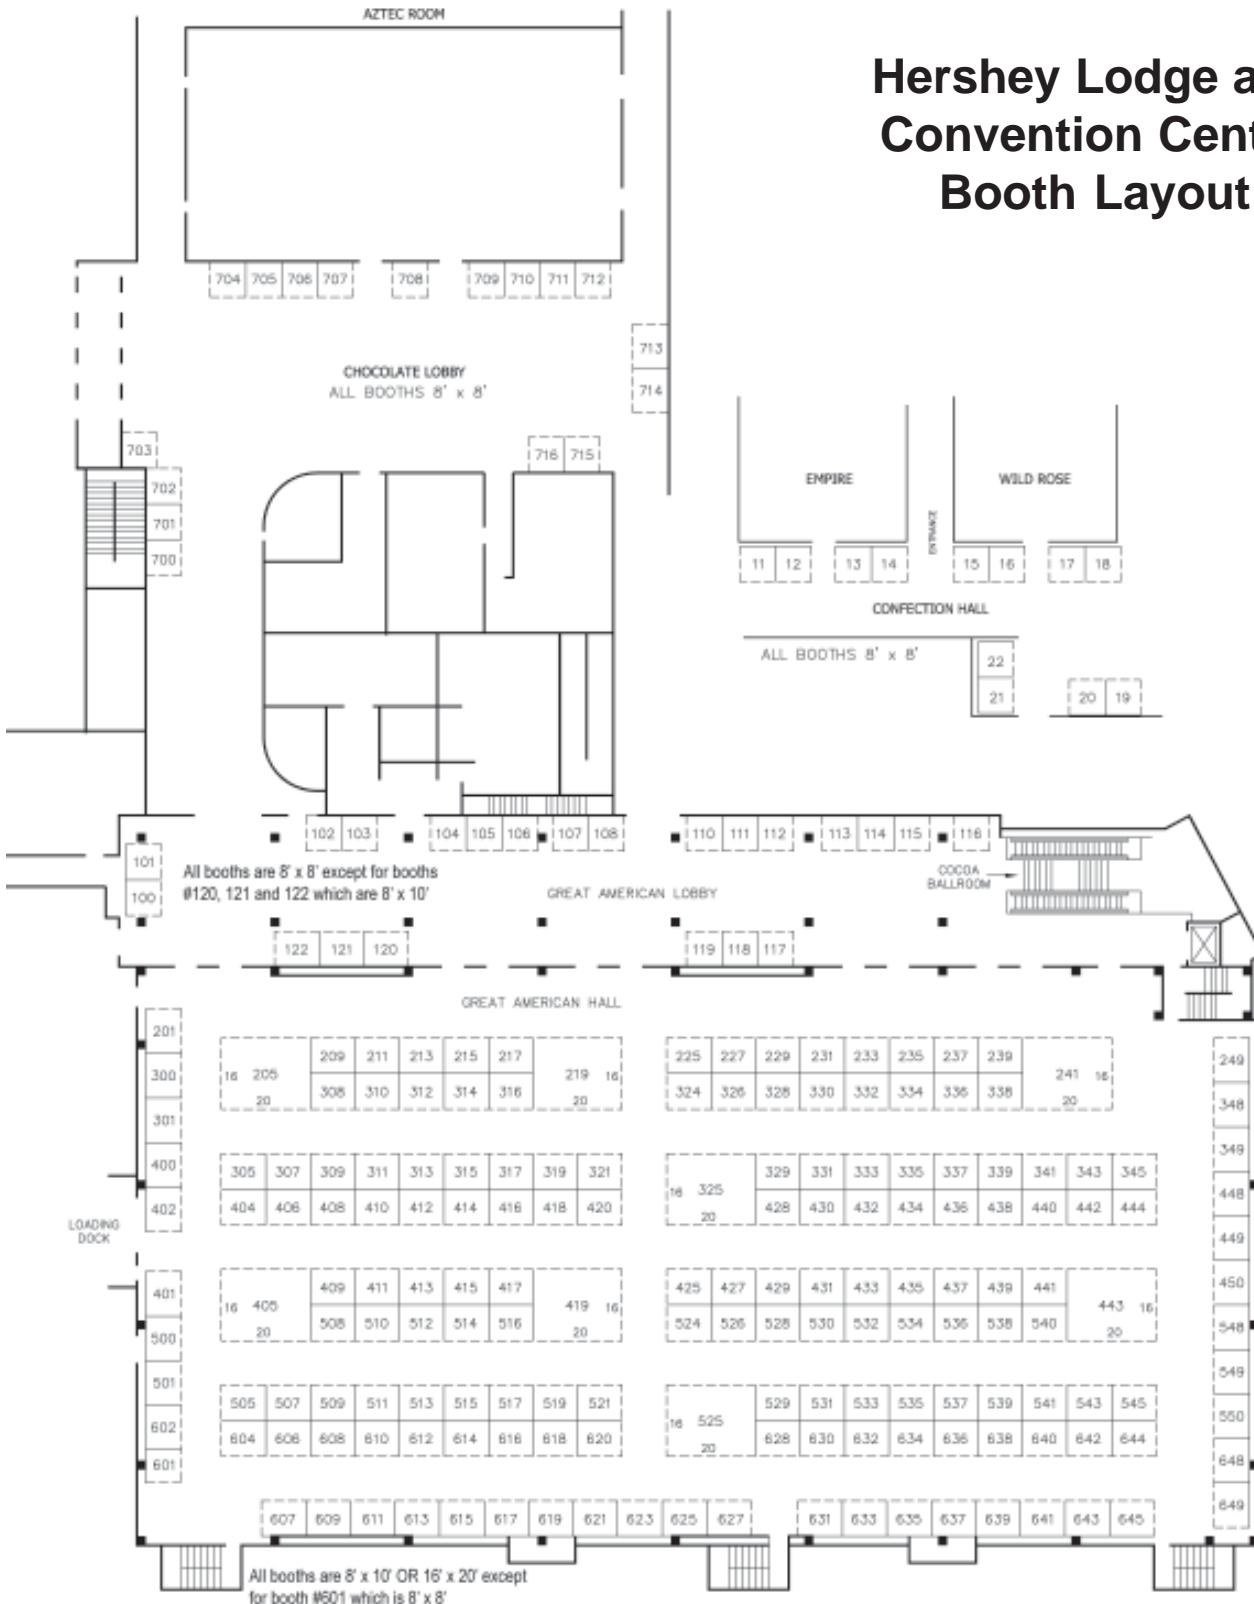 AZTEC ROOM
Hershey Lodge a
Convention Cent
Booth Layout
704 705 706 707 708 709 710 711 712
713
CHOCOLATE LOBBY
ALL BOOTHS 8' x 8'
714
703
716 715
702
EMPIRE
WILD ROSE
701
ENTRANCE
700
11 12 13 14 15 16 17 18
CONFECTION HALL
ALL BOOTHS 8' x 8'
22
21
20 19
102 103 104 105 106 107 108 110 111 112 113 114 115 116
101
100
All booths are 8' x 8' except for booths
#120, 121 and 122 which are 8' x 10'
GREAT AMERICAN LOBBY
COCOA
BALLROOM
122 121 120 119 118 117
GREAT AMERICAN HALL
201
300
301
400
402
LOADING
DOCK
401
500
501
602
601
209 211 213 215 217
16 205 20
219 16 20
308 310 312 314 316
225 227 229 231 233 235 237 239
241 16 20
324 326 328 330 332 334 336 338
305 307 309 311 313 315 317 319 321
404 406 408 410 412 414 416 418 420
16 325 20
329 331 333 335 337 339 341 343 345
428 430 432 434 436 438 440 442 444
409 411 413 415 417
16 405 20
419 16 20
508 510 512 514 516
425 427 429 431 433 435 437 439 441
443 16 20
524 526 528 530 532 534 536 538 540
505 507 509 511 513 515 517 519 521
604 606 608 610 612 614 616 618 620
16 525 20
529 531 533 535 537 539 541 543 545
628 630 632 634 636 638 640 642 644
249
348
349
448
449
450
548
549
550
648
649
607 609 611 613 615 617 619 621 623 625 627
631 633 635 637 639 641 643 645
All booths are 8' x 10' OR 16' x 20' except
for booth #601 which is 8' x 8'